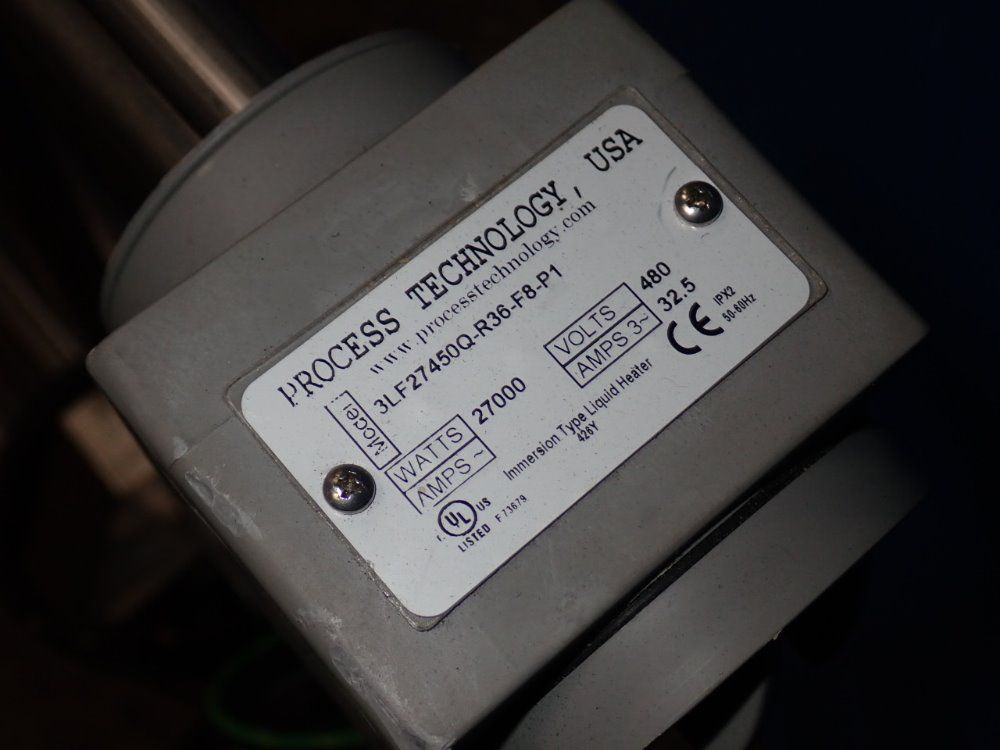 PROCESS TECHNOLOGY, USA
www.processtechnology.com
Model 3LF27450Q-R36-F8-P1
WATTS 27000 VOLTS 480
AMPS ~ AMPS 3~ 32.5
Immersion Type Liquid Heater
426Y
CE IPX2
50-60Hz
UL US
LISTED